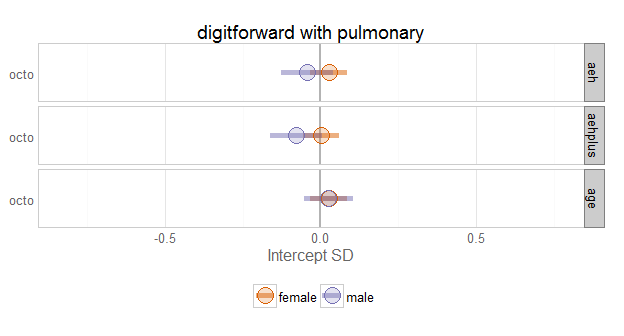 digitforward with pulmonary
octo
aeh
octo
aehplus
octo
age
-0.5 0.0 0.5
Intercept SD
female male